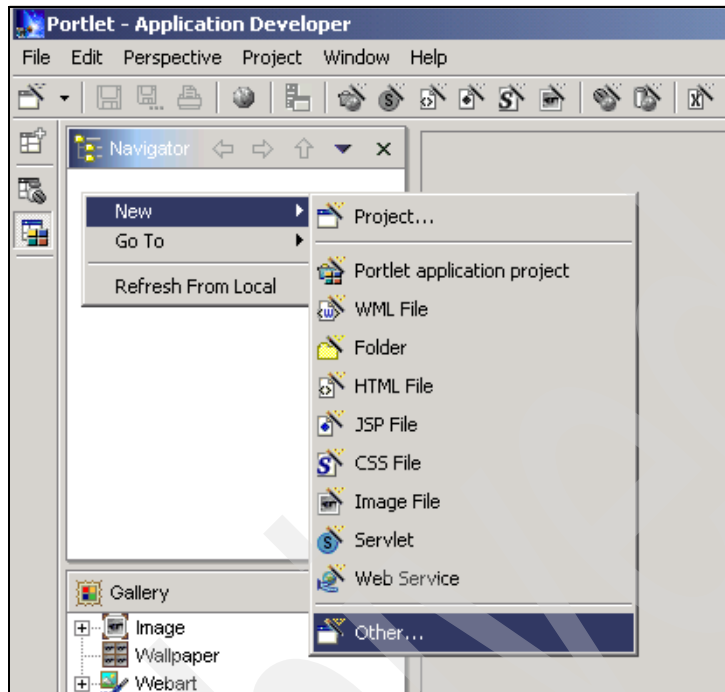 Portlet - Application Developer
File Edit Perspective Project Window Help
Navigator
New
Go To
Refresh From Local
Project...
Portlet application project
WML File
Folder
HTML File
JSP File
CSS File
Image File
Servlet
Web Service
Other...
Gallery
Image
Wallpaper
Webart